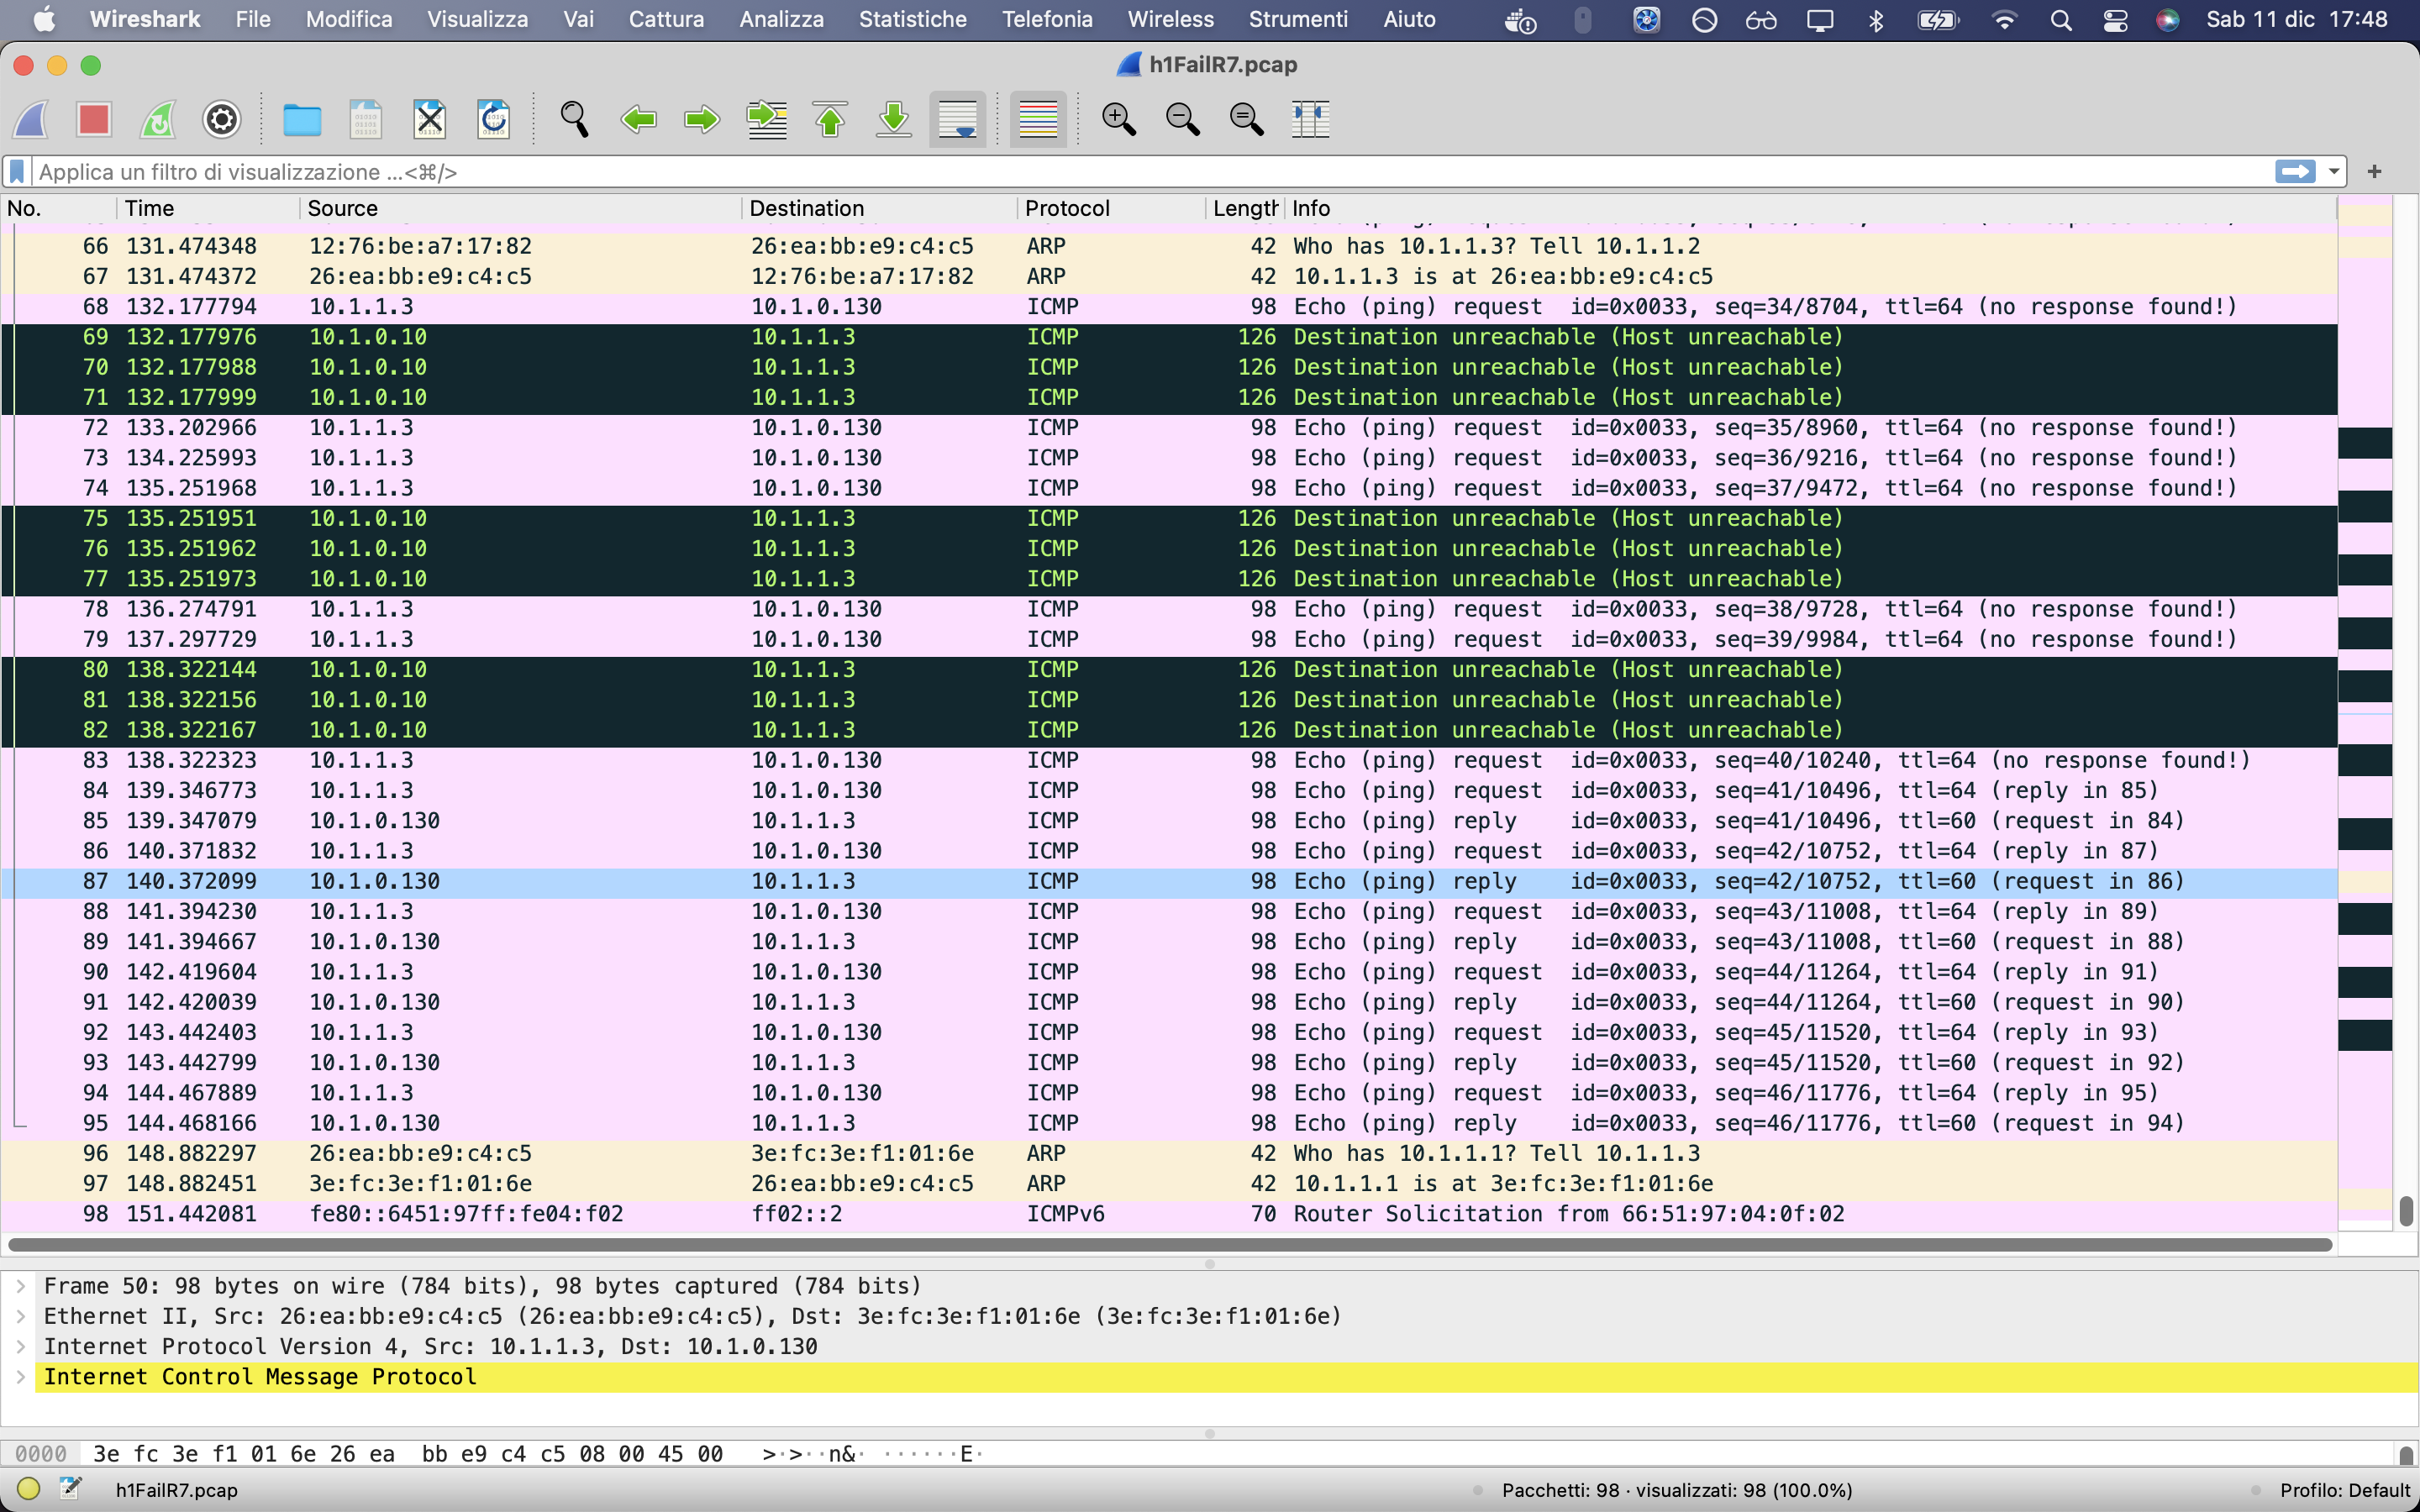 Wireshark File Modifica Visualizza Vai Cattura Analizza Statistiche Telefonia Wireless Strumenti Aiuto Sab 11 dic 17:48
h1FailR7.pcap
Applica un filtro di visualizzazione ...<⌘/>
No. Time Source Destination Protocol Length Info
66 131.474348 12:76:be:a7:17:82 26:ea:bb:e9:c4:c5 ARP 42 Who has 10.1.1.3? Tell 10.1.1.2
67 131.474372 26:ea:bb:e9:c4:c5 12:76:be:a7:17:82 ARP 42 10.1.1.3 is at 26:ea:bb:e9:c4:c5
68 132.177794 10.1.1.3 10.1.0.130 ICMP 98 Echo (ping) request id=0x0033, seq=34/8704, ttl=64 (no response found!)
69 132.177976 10.1.0.10 10.1.1.3 ICMP 126 Destination unreachable (Host unreachable)
70 132.177988 10.1.0.10 10.1.1.3 ICMP 126 Destination unreachable (Host unreachable)
71 132.177999 10.1.0.10 10.1.1.3 ICMP 126 Destination unreachable (Host unreachable)
72 133.202966 10.1.1.3 10.1.0.130 ICMP 98 Echo (ping) request id=0x0033, seq=35/8960, ttl=64 (no response found!)
73 134.225993 10.1.1.3 10.1.0.130 ICMP 98 Echo (ping) request id=0x0033, seq=36/9216, ttl=64 (no response found!)
74 135.251968 10.1.1.3 10.1.0.130 ICMP 98 Echo (ping) request id=0x0033, seq=37/9472, ttl=64 (no response found!)
75 135.251951 10.1.0.10 10.1.1.3 ICMP 126 Destination unreachable (Host unreachable)
76 135.251962 10.1.0.10 10.1.1.3 ICMP 126 Destination unreachable (Host unreachable)
77 135.251973 10.1.0.10 10.1.1.3 ICMP 126 Destination unreachable (Host unreachable)
78 136.274791 10.1.1.3 10.1.0.130 ICMP 98 Echo (ping) request id=0x0033, seq=38/9728, ttl=64 (no response found!)
79 137.297729 10.1.1.3 10.1.0.130 ICMP 98 Echo (ping) request id=0x0033, seq=39/9984, ttl=64 (no response found!)
80 138.322144 10.1.0.10 10.1.1.3 ICMP 126 Destination unreachable (Host unreachable)
81 138.322156 10.1.0.10 10.1.1.3 ICMP 126 Destination unreachable (Host unreachable)
82 138.322167 10.1.0.10 10.1.1.3 ICMP 126 Destination unreachable (Host unreachable)
83 138.322323 10.1.1.3 10.1.0.130 ICMP 98 Echo (ping) request id=0x0033, seq=40/10240, ttl=64 (no response found!)
84 139.346773 10.1.1.3 10.1.0.130 ICMP 98 Echo (ping) request id=0x0033, seq=41/10496, ttl=64 (reply in 85)
85 139.347079 10.1.0.130 10.1.1.3 ICMP 98 Echo (ping) reply id=0x0033, seq=41/10496, ttl=60 (request in 84)
86 140.371832 10.1.1.3 10.1.0.130 ICMP 98 Echo (ping) request id=0x0033, seq=42/10752, ttl=64 (reply in 87)
87 140.372099 10.1.0.130 10.1.1.3 ICMP 98 Echo (ping) reply id=0x0033, seq=42/10752, ttl=60 (request in 86)
88 141.394230 10.1.1.3 10.1.0.130 ICMP 98 Echo (ping) request id=0x0033, seq=43/11008, ttl=64 (reply in 89)
89 141.394667 10.1.0.130 10.1.1.3 ICMP 98 Echo (ping) reply id=0x0033, seq=43/11008, ttl=60 (request in 88)
90 142.419604 10.1.1.3 10.1.0.130 ICMP 98 Echo (ping) request id=0x0033, seq=44/11264, ttl=64 (reply in 91)
91 142.420039 10.1.0.130 10.1.1.3 ICMP 98 Echo (ping) reply id=0x0033, seq=44/11264, ttl=60 (request in 90)
92 143.442403 10.1.1.3 10.1.0.130 ICMP 98 Echo (ping) request id=0x0033, seq=45/11520, ttl=64 (reply in 93)
93 143.442799 10.1.0.130 10.1.1.3 ICMP 98 Echo (ping) reply id=0x0033, seq=45/11520, ttl=60 (request in 92)
94 144.467889 10.1.1.3 10.1.0.130 ICMP 98 Echo (ping) request id=0x0033, seq=46/11776, ttl=64 (reply in 95)
95 144.468166 10.1.0.130 10.1.1.3 ICMP 98 Echo (ping) reply id=0x0033, seq=46/11776, ttl=60 (request in 94)
96 148.882297 26:ea:bb:e9:c4:c5 3e:fc:3e:f1:01:6e ARP 42 Who has 10.1.1.1? Tell 10.1.1.3
97 148.882451 3e:fc:3e:f1:01:6e 26:ea:bb:e9:c4:c5 ARP 42 10.1.1.1 is at 3e:fc:3e:f1:01:6e
98 151.442081 fe80::6451:97ff:fe04:f02 ff02::2 ICMPv6 70 Router Solicitation from 66:51:97:04:0f:02
Frame 50: 98 bytes on wire (784 bits), 98 bytes captured (784 bits)
Ethernet II, Src: 26:ea:bb:e9:c4:c5 (26:ea:bb:e9:c4:c5), Dst: 3e:fc:3e:f1:01:6e (3e:fc:3e:f1:01:6e)
Internet Protocol Version 4, Src: 10.1.1.3, Dst: 10.1.0.130
Internet Control Message Protocol
0000 3e fc 3e f1 01 6e 26 ea bb e9 c4 c5 08 00 45 00 >·>··n&· ······E·
h1FailR7.pcap Pacchetti: 98 · visualizzati: 98 (100.0%) Profilo: Default